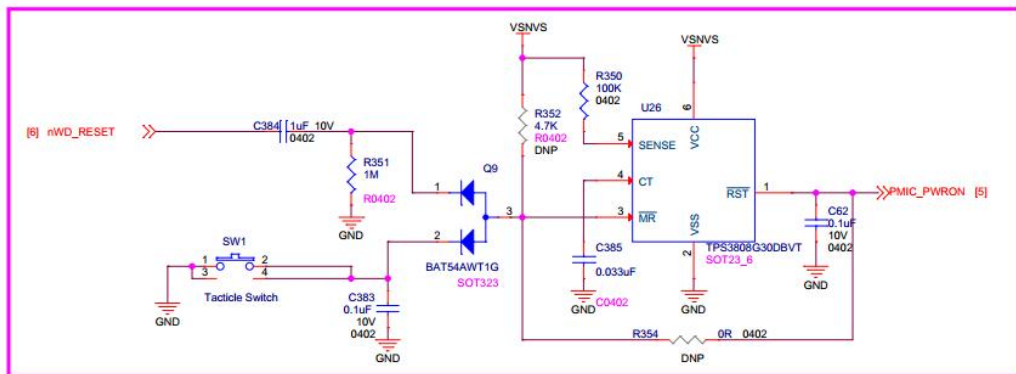 VSNVS
VSNVS
R350
100K
0402
U26
[6] nWD_RESET
C384
1uF 10V
0402
R352
4.7K
R0402
DNP
6
VCC
5
SENSE
R351
1M
R0402
Q9
4
CT
RST
1
PMIC_PWRON [5]
1
3
3
MR
C62
0.1uF
10V
0402
GND
2
VSS
SW1
1
2
3
4
BAT54AWT1G
SOT323
C385
0.033uF
2
TPS3808G30DBVT
SOT23_6
Tacticle Switch
C383
0.1uF
10V
0402
GND
GND
C0402
GND
GND
GND
R354
0R 0402
DNP